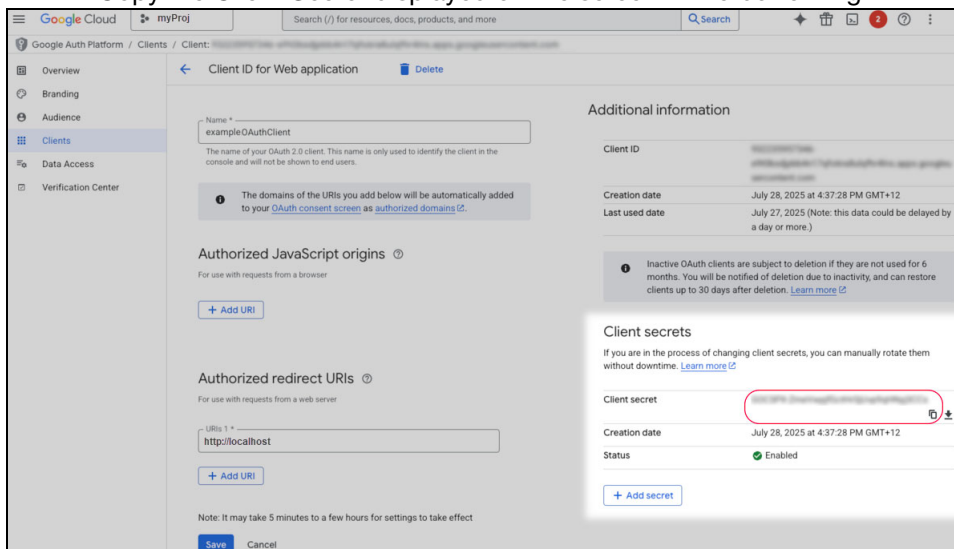 Google Cloud
myProj
Search (/) for resources, docs, products, and more
Search
2
Google Auth Platform / Clients / Client:
Overview
Branding
Audience
Clients
Data Access
Verification Center
Client ID for Web application
Delete
Name *
exampleOAuthClient
The name of your OAuth 2.0 client. This name is only used to identify the client in the
console and will not be shown to end users.
The domains of the URIs you add below will be automatically added
to your OAuth consent screen as authorized domains.
Authorized JavaScript origins
For use with requests from a browser
+ Add URI
Authorized redirect URIs
For use with requests from a web server
URIs 1 *
http://localhost
+ Add URI
Note: It may take 5 minutes to a few hours for settings to take effect
Save Cancel
Additional information
Client ID
Creation date July 28, 2025 at 4:37:28 PM GMT+12
Last used date July 27, 2025 (Note: this data could be delayed by
a day or more.)
Inactive OAuth clients are subject to deletion if they are not used for 6
months. You will be notified of deletion due to inactivity, and can restore
clients up to 30 days after deletion. Learn more
Client secrets
If you are in the process of changing client secrets, you can manually rotate them
without downtime. Learn more
Client secret
Creation date July 28, 2025 at 4:37:28 PM GMT+12
Status Enabled
+ Add secret